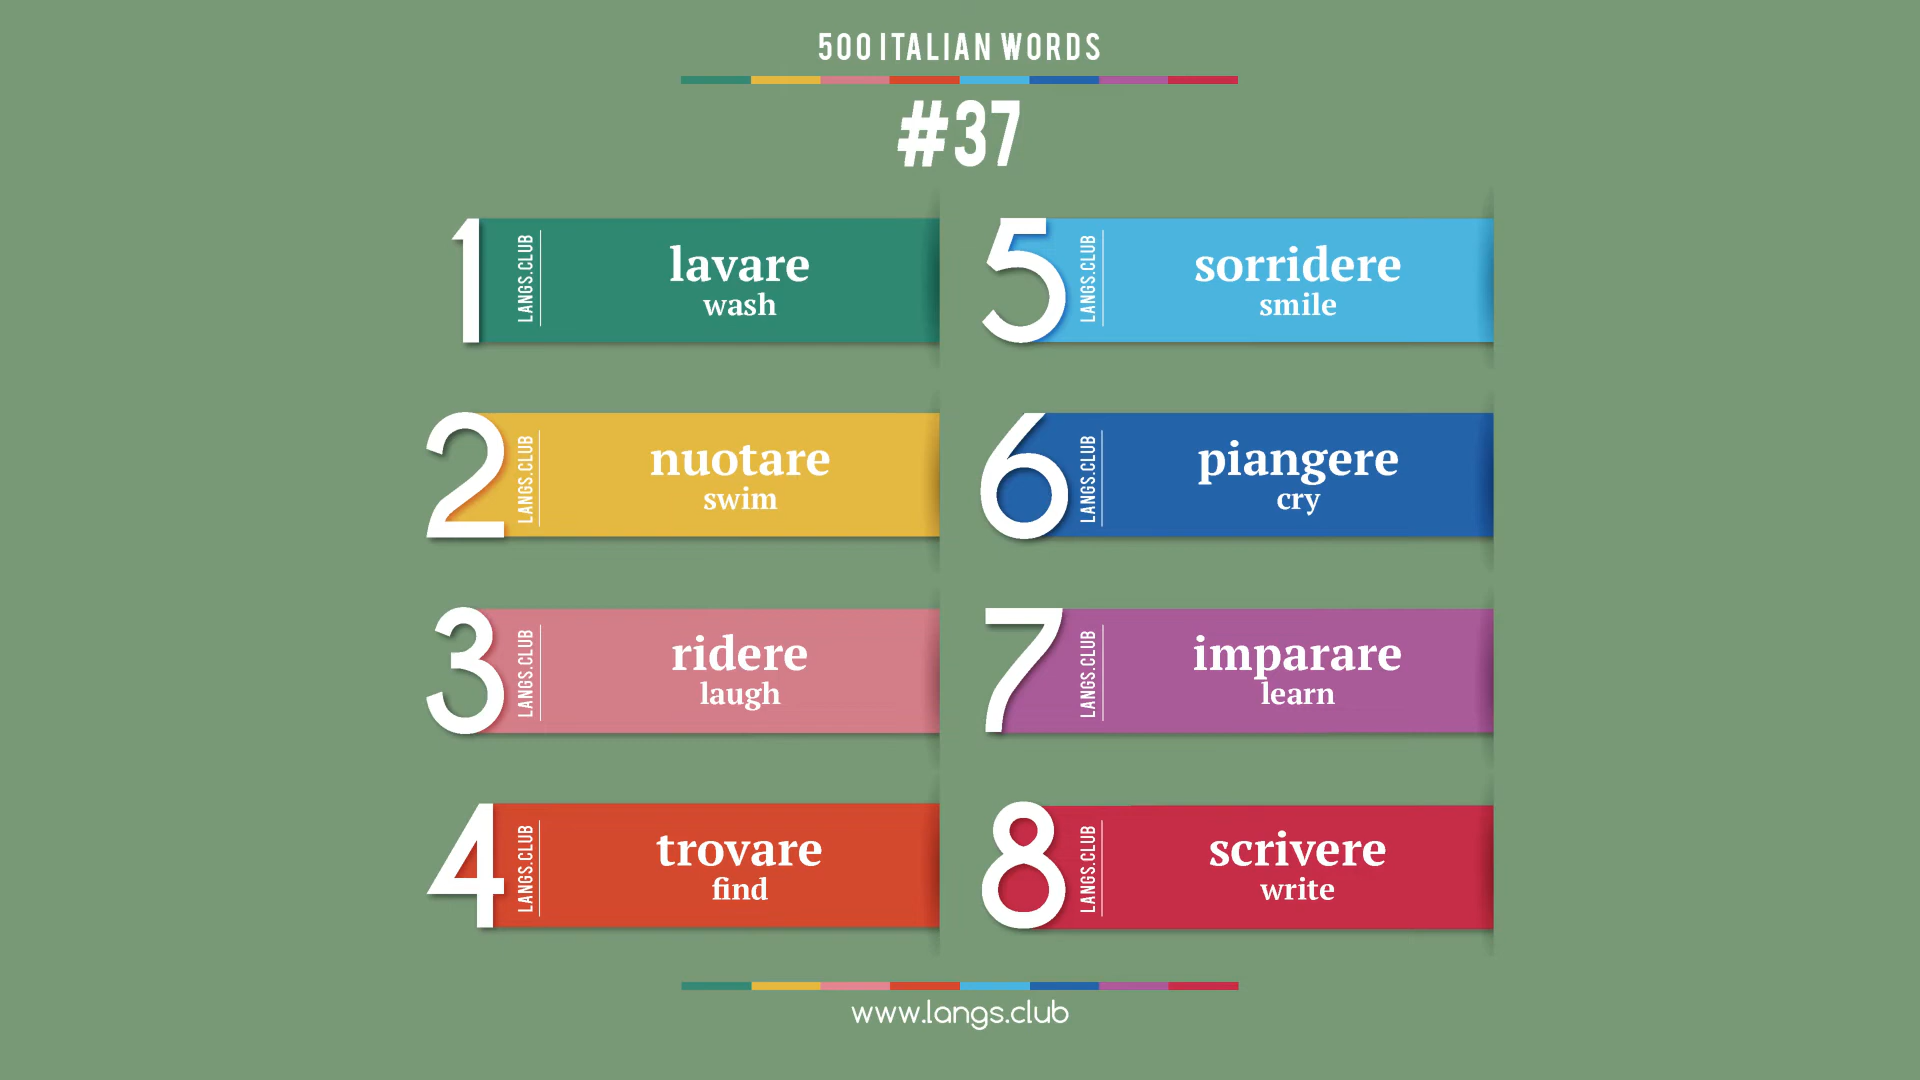 500 ITALIAN WORDS
#37
1
LANGS.CLUB
lavare
wash
2
LANGS.CLUB
nuotare
swim
3
LANGS.CLUB
ridere
laugh
4
LANGS.CLUB
trovare
find
5
LANGS.CLUB
sorridere
smile
6
LANGS.CLUB
piangere
cry
7
LANGS.CLUB
imparare
learn
8
LANGS.CLUB
scrivere
write
www.langs.club